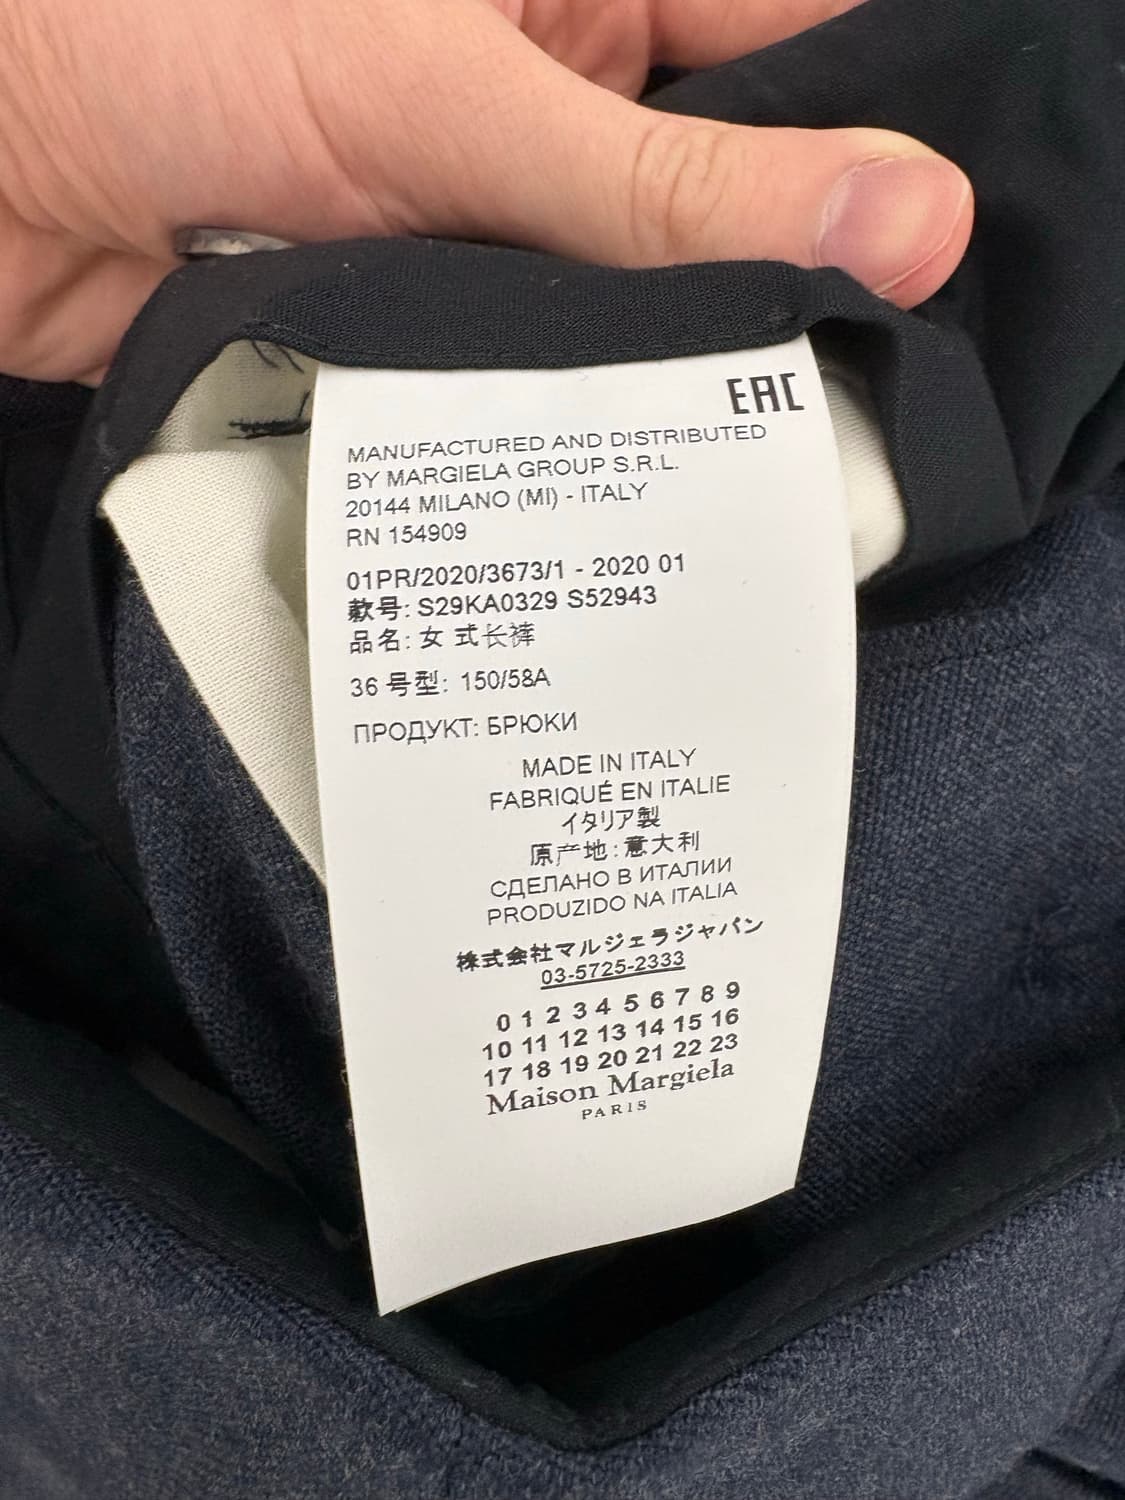 EAC
MANUFACTURED AND DISTRIBUTED
BY MARGIELA GROUP S.R.L.
20144 MILANO (MI) - ITALY
RN 154909
01PR/2020/3673/1 - 2020 01
款号: S29KA0329 S52943
品名: 女 式长裤
36 号型: 150/58A
ПРОДУКТ: БРЮКИ
MADE IN ITALY
FABRIQUÉ EN ITALIE
イタリア製
原产地: 意大利
СДЕЛАНО В ИТАЛИИ
PRODUZIDO NA ITALIA
株式会社マルジェラジャパン
03-5725-2333
0 1 2 3 4 5 6 7 8 9
10 11 12 13 14 15 16
17 18 19 20 21 22 23
Maison Margiela
PARIS